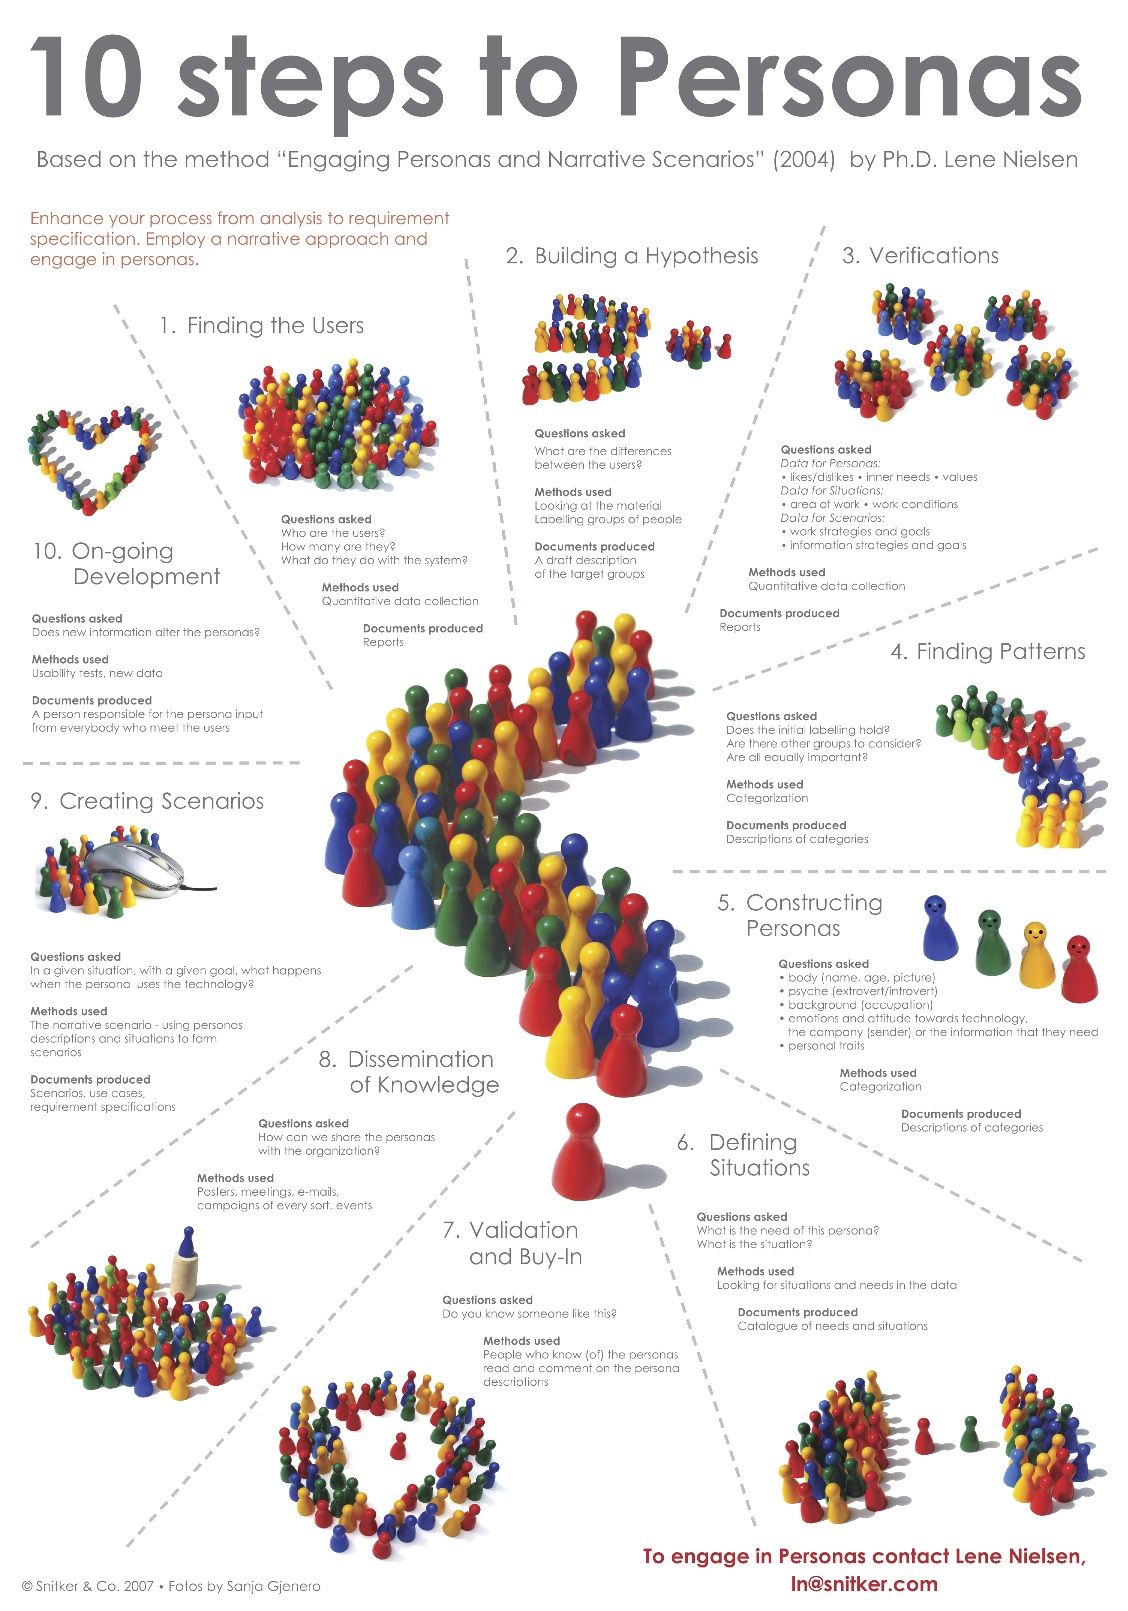 10 steps to Personas
Based on the method “Engaging Personas and Narrative Scenarios” (2004) by Ph.D. Lene Nielsen
Enhance your process from analysis to requirement
specification. Employ a narrative approach and
engage in personas.
1. Finding the Users
Questions asked
Who are the users?
How many are they?
What do they do with the system?
Methods used
Quantitative data collection
Documents produced
Reports
2. Building a Hypothesis
Questions asked
What are the differences
between the users?
Methods used
Looking at the material
Labelling groups of people
Documents produced
A draft description
of the target groups
3. Verifications
Questions asked
Data for Personas:
• likes/dislikes • inner needs • values
Data for Situations:
• area of work • work conditions
Data for Scenarios:
• work strategies and goals
• information strategies and goals
Methods used
Quantitative data collection
Documents produced
Reports
4. Finding Patterns
Questions asked
Does the initial labelling hold?
Are there other groups to consider?
Are all equally important?
Methods used
Categorization
Documents produced
Descriptions of categories
5. Constructing
Personas
Questions asked
• body (name, age, picture)
• psyche (extrovert/introvert)
• background (occupation)
• emotions and attitude towards technology,
the company (sender) or the information that they need
• personal traits
Methods used
Categorization
Documents produced
Descriptions of categories
6. Defining
Situations
Questions asked
What is the need of this persona?
What is the situation?
Methods used
Looking for situations and needs in the data
Documents produced
Catalogue of needs and situations
7. Validation
and Buy-In
Questions asked
Do you know someone like this?
Methods used
People who know (of) the personas
read and comment on the persona
descriptions
8. Dissemination
of Knowledge
Questions asked
How can we share the personas
with the organization?
Methods used
Posters, meetings, e-mails,
campaigns of every sort, events
9. Creating Scenarios
Questions asked
In a given situation, with a given goal, what happens
when the persona uses the technology?
Methods used
The narrative scenario - using personas
descriptions and situations to form
scenarios
Documents produced
Scenarios, use cases,
requirement specifications
10. On-going
Development
Questions asked
Does new information alter the personas?
Methods used
Usability tests, new data
Documents produced
A person responsible for the persona input
from everybody who meet the users
To engage in Personas contact Lene Nielsen,
ln@snitker.com
© Snitker & Co. 2007 • Fotos by Sanja Gjenero